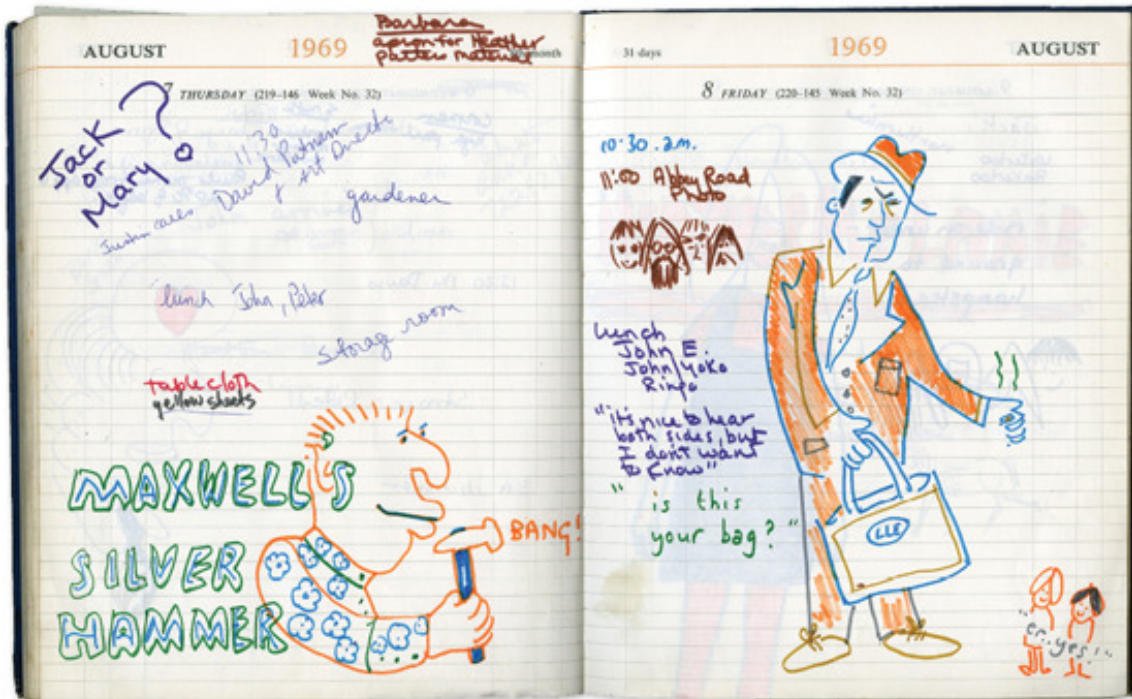 Barbara
apron for Heather
pattern material
AUGUST
1969
month
7 THURSDAY (219–146 Week No. 32)
Jack
or
Mary?
11.30
David Putnam
& Art Director
gardener
Justin
lunch John, Peter
storag room
table cloth
yellow sheets
MAXWELL'S
SILVER
HAMMER
BANG!
31 days
1969
AUGUST
8 FRIDAY (220–145 Week No. 32)
10·30.a.m.
11:00 Abbey Road
Photo
lunch
John E.
John/Yoko
Ringo
"it's nice to hear
both sides, but
I don't want
to know"
"is this
your bag?"
LLE
"er..yes!"